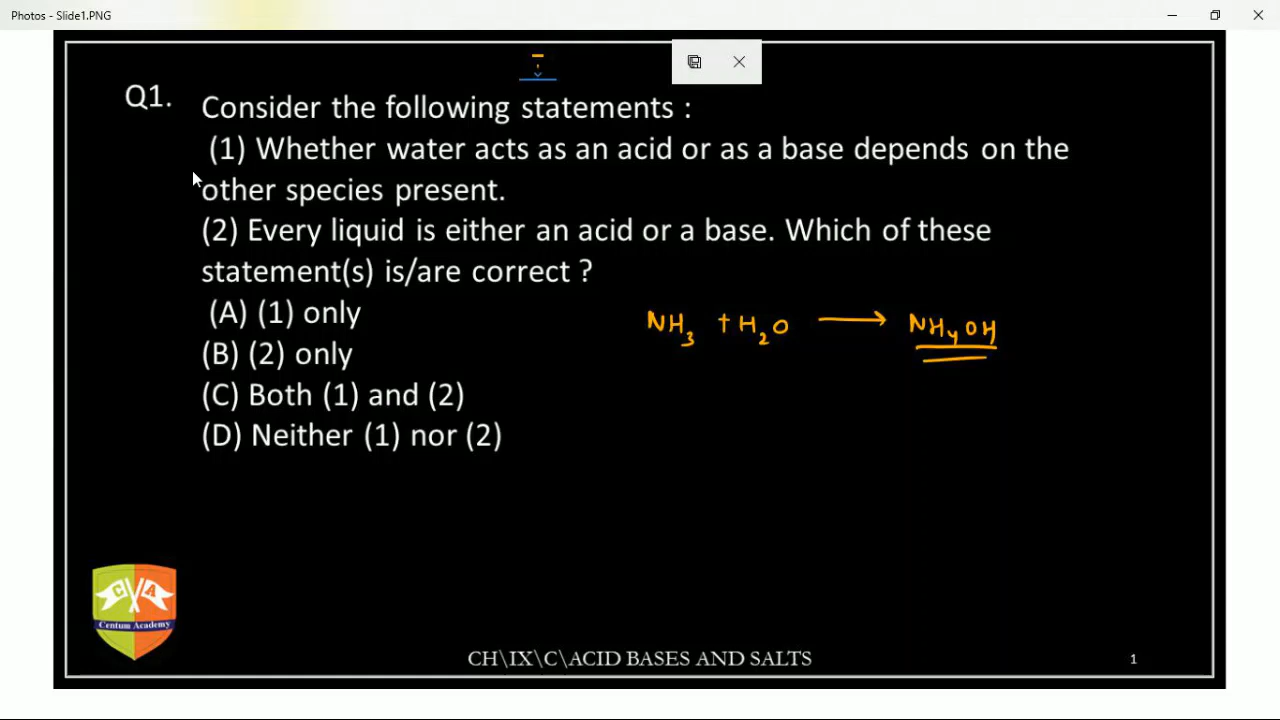 Photos - Slide1.PNG
Q1.
Consider the following statements :
(1) Whether water acts as an acid or as a base depends on the
other species present.
(2) Every liquid is either an acid or a base. Which of these
statement(s) is/are correct ?
(A) (1) only
(B) (2) only
(C) Both (1) and (2)
(D) Neither (1) nor (2)
NH₃ + H₂O ⟶ NH₄OH
C A
Centum Academy
CH\IX\C\ACID BASES AND SALTS
1